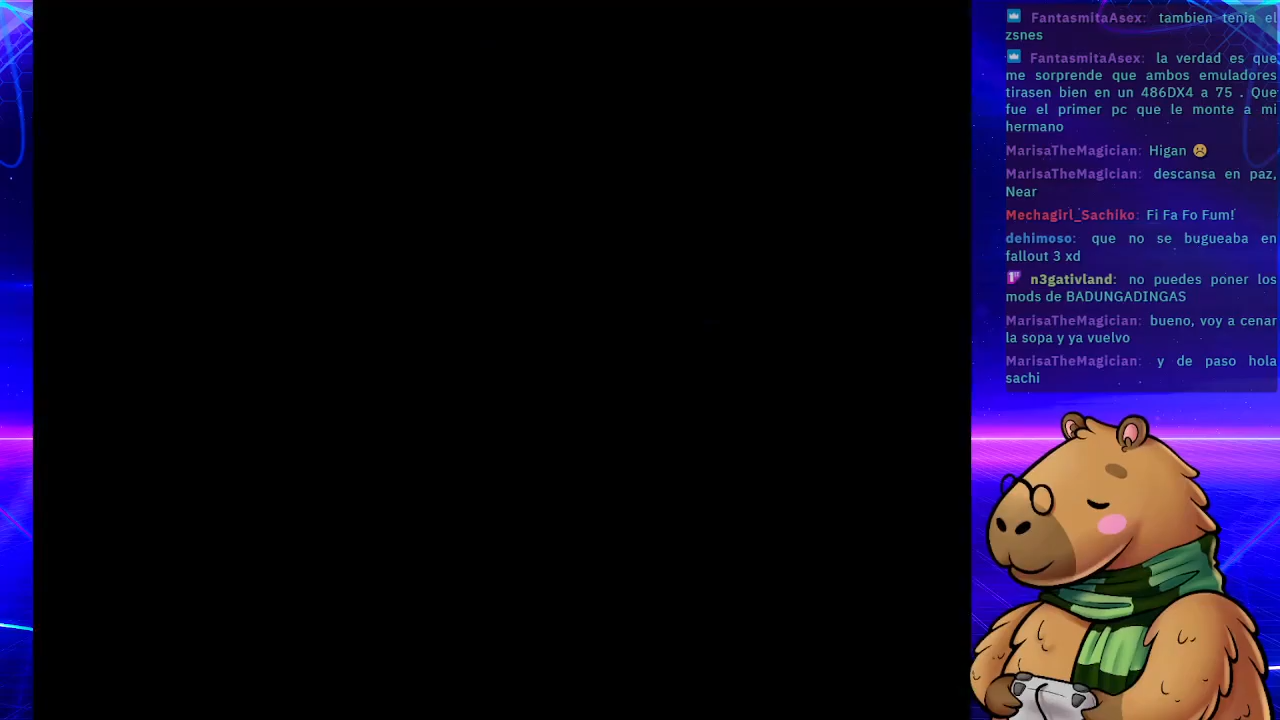 FantasmitaAsex: tambien tenia el
zsnes
FantasmitaAsex: la verdad es que
me sorprende que ambos emuladores
tirasen bien en un 486DX4 a 75 . Que
fue el primer pc que le monte a mi
hermano
MarisaTheMagician: Higan
MarisaTheMagician: descansa en paz,
Near
Mechagirl_Sachiko: Fi Fa Fo Fum!
dehimoso: que no se bugueaba en
fallout 3 xd
n3gativland: no puedes poner los
mods de BADUNGADINGAS
MarisaTheMagician: bueno, voy a cenar
la sopa y ya vuelvo
MarisaTheMagician: y de paso hola
sachi